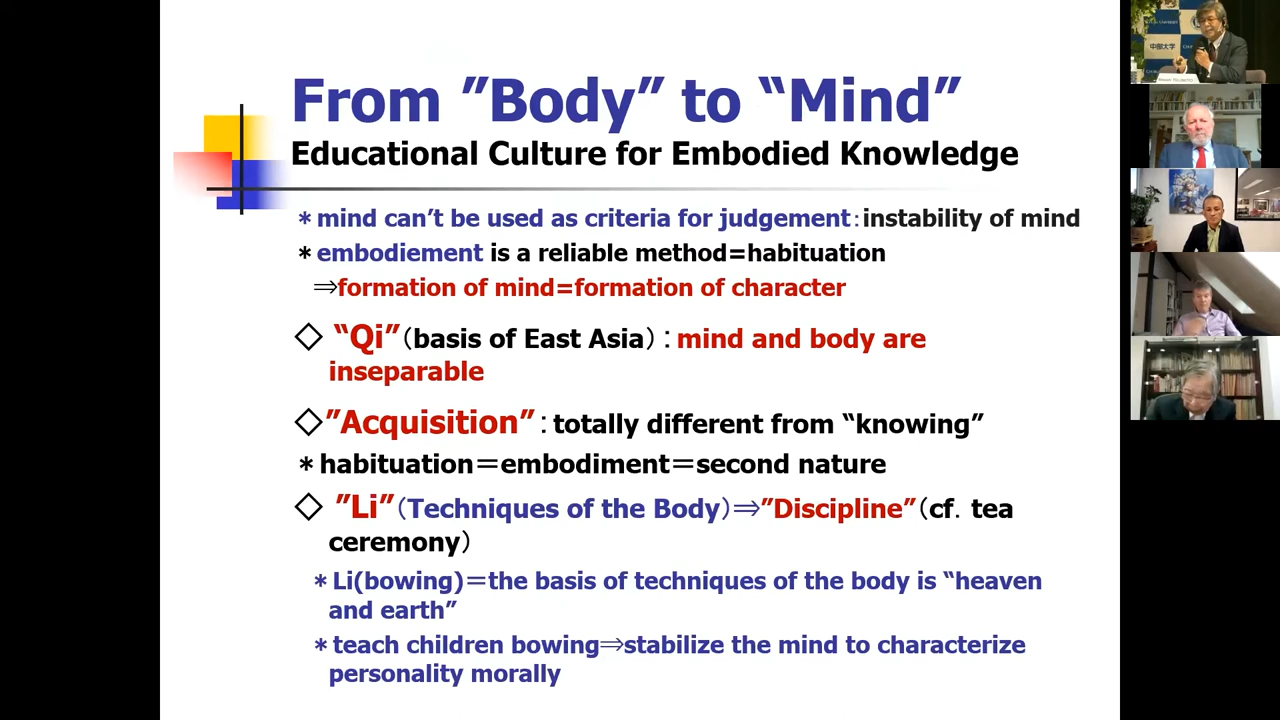 From ”Body” to “Mind”
Educational Culture for Embodied Knowledge
＊mind can’t be used as criteria for judgement：instability of mind
＊embodiement is a reliable method=habituation
⇒formation of mind=formation of character
◇ “Qi”（basis of East Asia）：mind and body are
inseparable
◇”Acquisition”：totally different from “knowing”
＊habituation＝embodiment＝second nature
◇ ”Li”（Techniques of the Body）⇒”Discipline”（cf．tea
ceremony）
＊Li(bowing)＝the basis of techniques of the body is “heaven
and earth”
＊teach children bowing⇒stabilize the mind to characterize
personality morally
中部大学